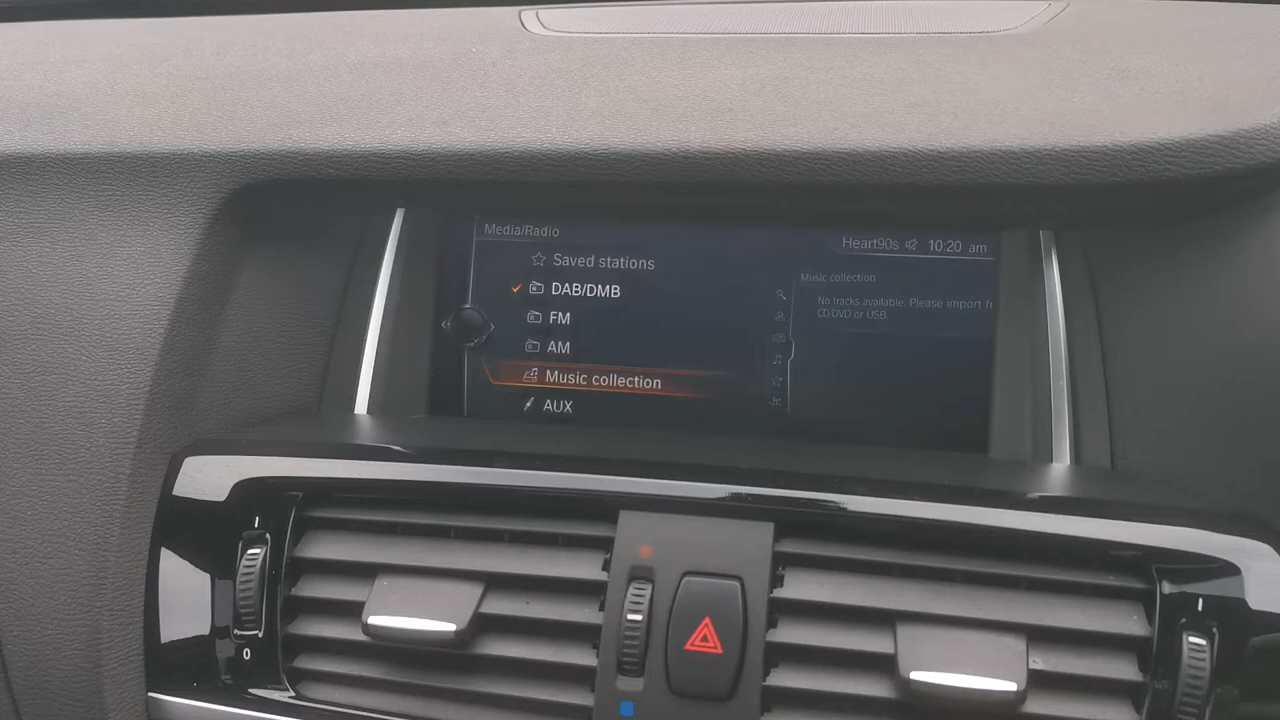 Media/Radio
Heart90s 10:20 am
Saved stations
DAB/DMB
FM
AM
Music collection
AUX
Music collection
No tracks available. Please import
CD/DVD or USB.
I
0
I